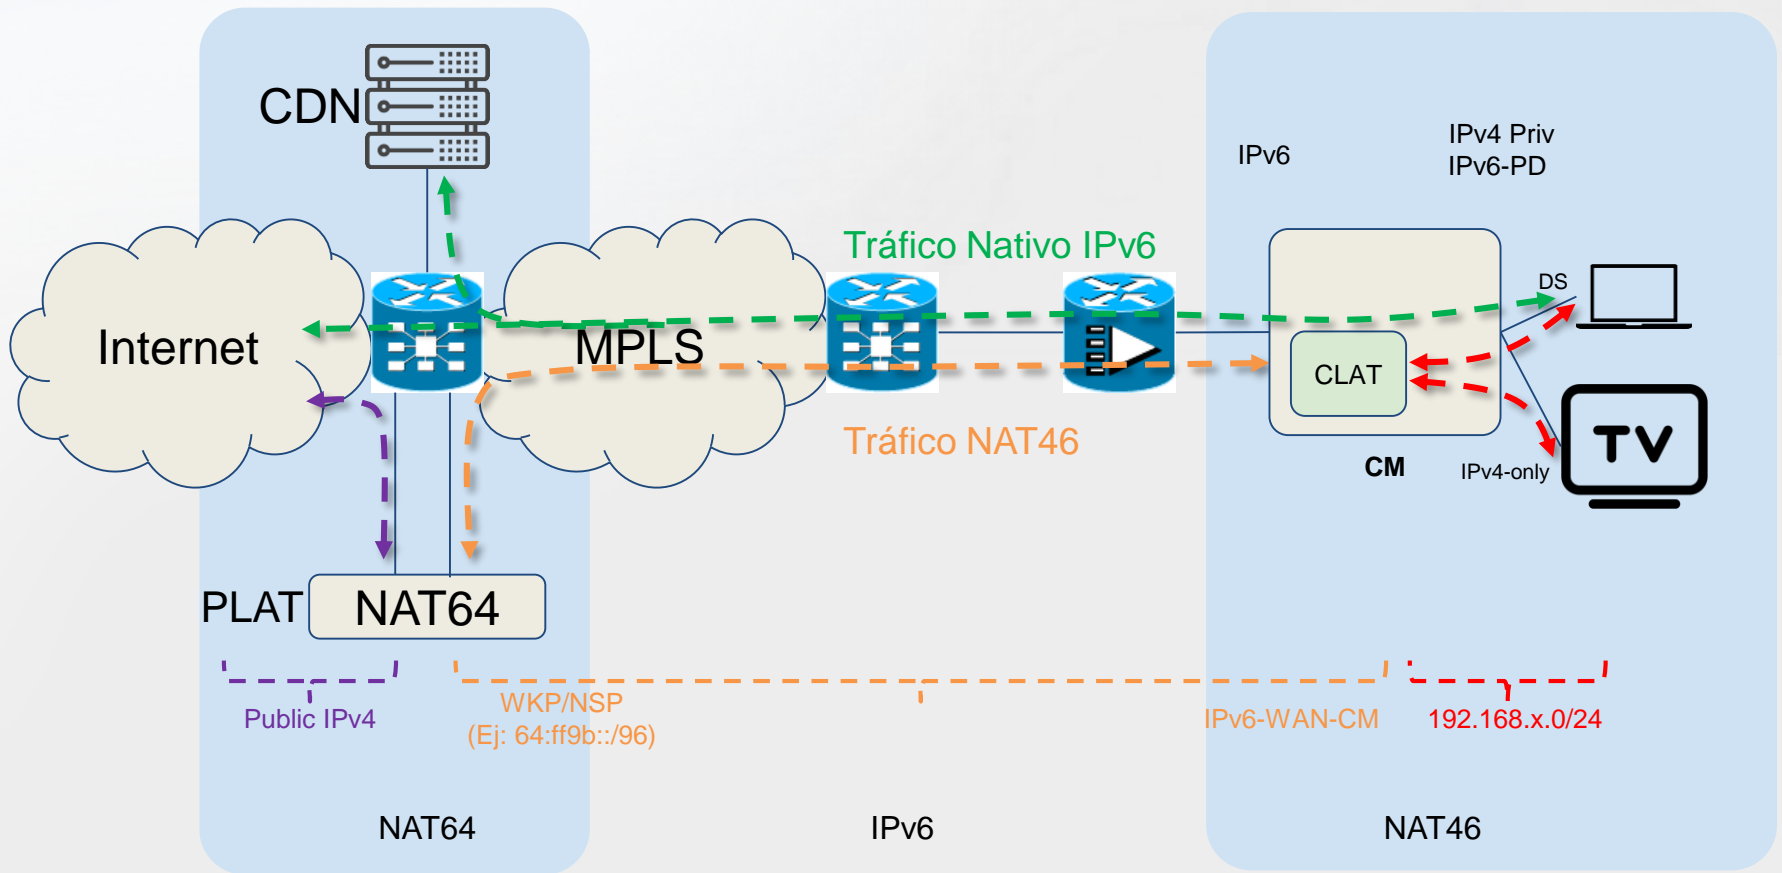 CDN
IPv6
IPv4 Priv
IPv6-PD
Tráfico Nativo IPv6
Internet
MPLS
DS
CLAT
Tráfico NAT46
CM
IPv4-only
TV
PLAT
NAT64
Public IPv4
WKP/NSP
(Ej: 64:ff9b::/96)
IPv6-WAN-CM
192.168.x.0/24
NAT64
IPv6
NAT46